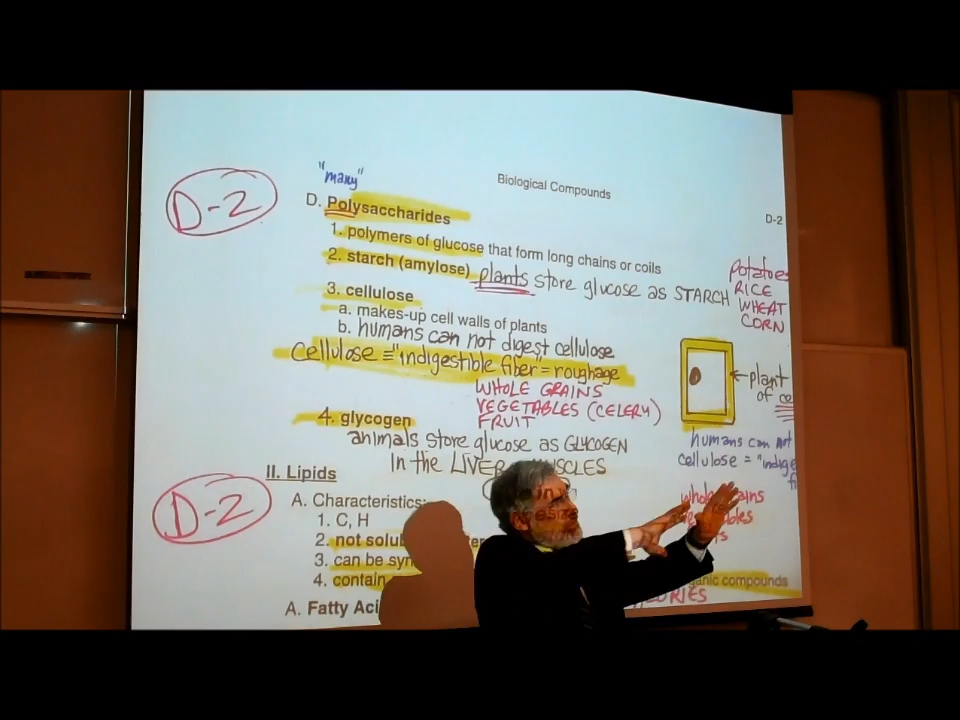 "many"
Biological Compounds
D-2
D. Polysaccharides
D-2
1. polymers of glucose that form long chains or coils
2. starch (amylose) plants store glucose as STARCH
Potatoes
RICE
WHEAT
CORN
3. cellulose
a. makes-up cell walls of plants
b. humans can not digest cellulose
Cellulose ≡ "indigestible fiber" = roughage
WHOLE GRAINS
VEGETABLES (CELERY)
FRUIT
plant
of
humans can not
cellulose =
4. glycogen
animals store glucose as GLYCOGEN
In the LIVER MUSCLES
II. Lipids
D-2
A. Characteristics:
1. C, H
2. not
3. can be
4. contain
compounds
A. Fatty